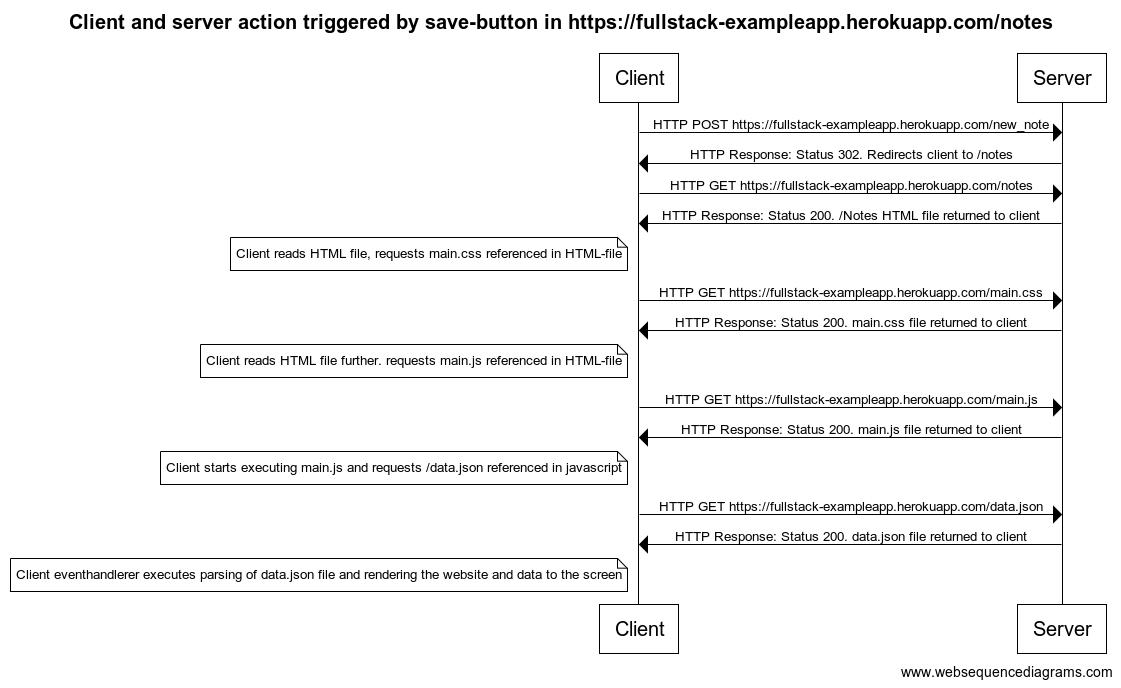 Client and server action triggered by save-button in https://fullstack-exampleapp.herokuapp.com/notes
Client
Server
HTTP POST https://fullstack-exampleapp.herokuapp.com/new_note
HTTP Response: Status 302. Redirects client to /notes
HTTP GET https://fullstack-exampleapp.herokuapp.com/notes
HTTP Response: Status 200. /Notes HTML file returned to client
Client reads HTML file, requests main.css referenced in HTML-file
HTTP GET https://fullstack-exampleapp.herokuapp.com/main.css
HTTP Response: Status 200. main.css file returned to client
Client reads HTML file further. requests main.js referenced in HTML-file
HTTP GET https://fullstack-exampleapp.herokuapp.com/main.js
HTTP Response: Status 200. main.js file returned to client
Client starts executing main.js and requests /data.json referenced in javascript
HTTP GET https://fullstack-exampleapp.herokuapp.com/data.json
HTTP Response: Status 200. data.json file returned to client
Client eventhandlerer executes parsing of data.json file and rendering the website and data to the screen
Client
Server
www.websequencediagrams.com